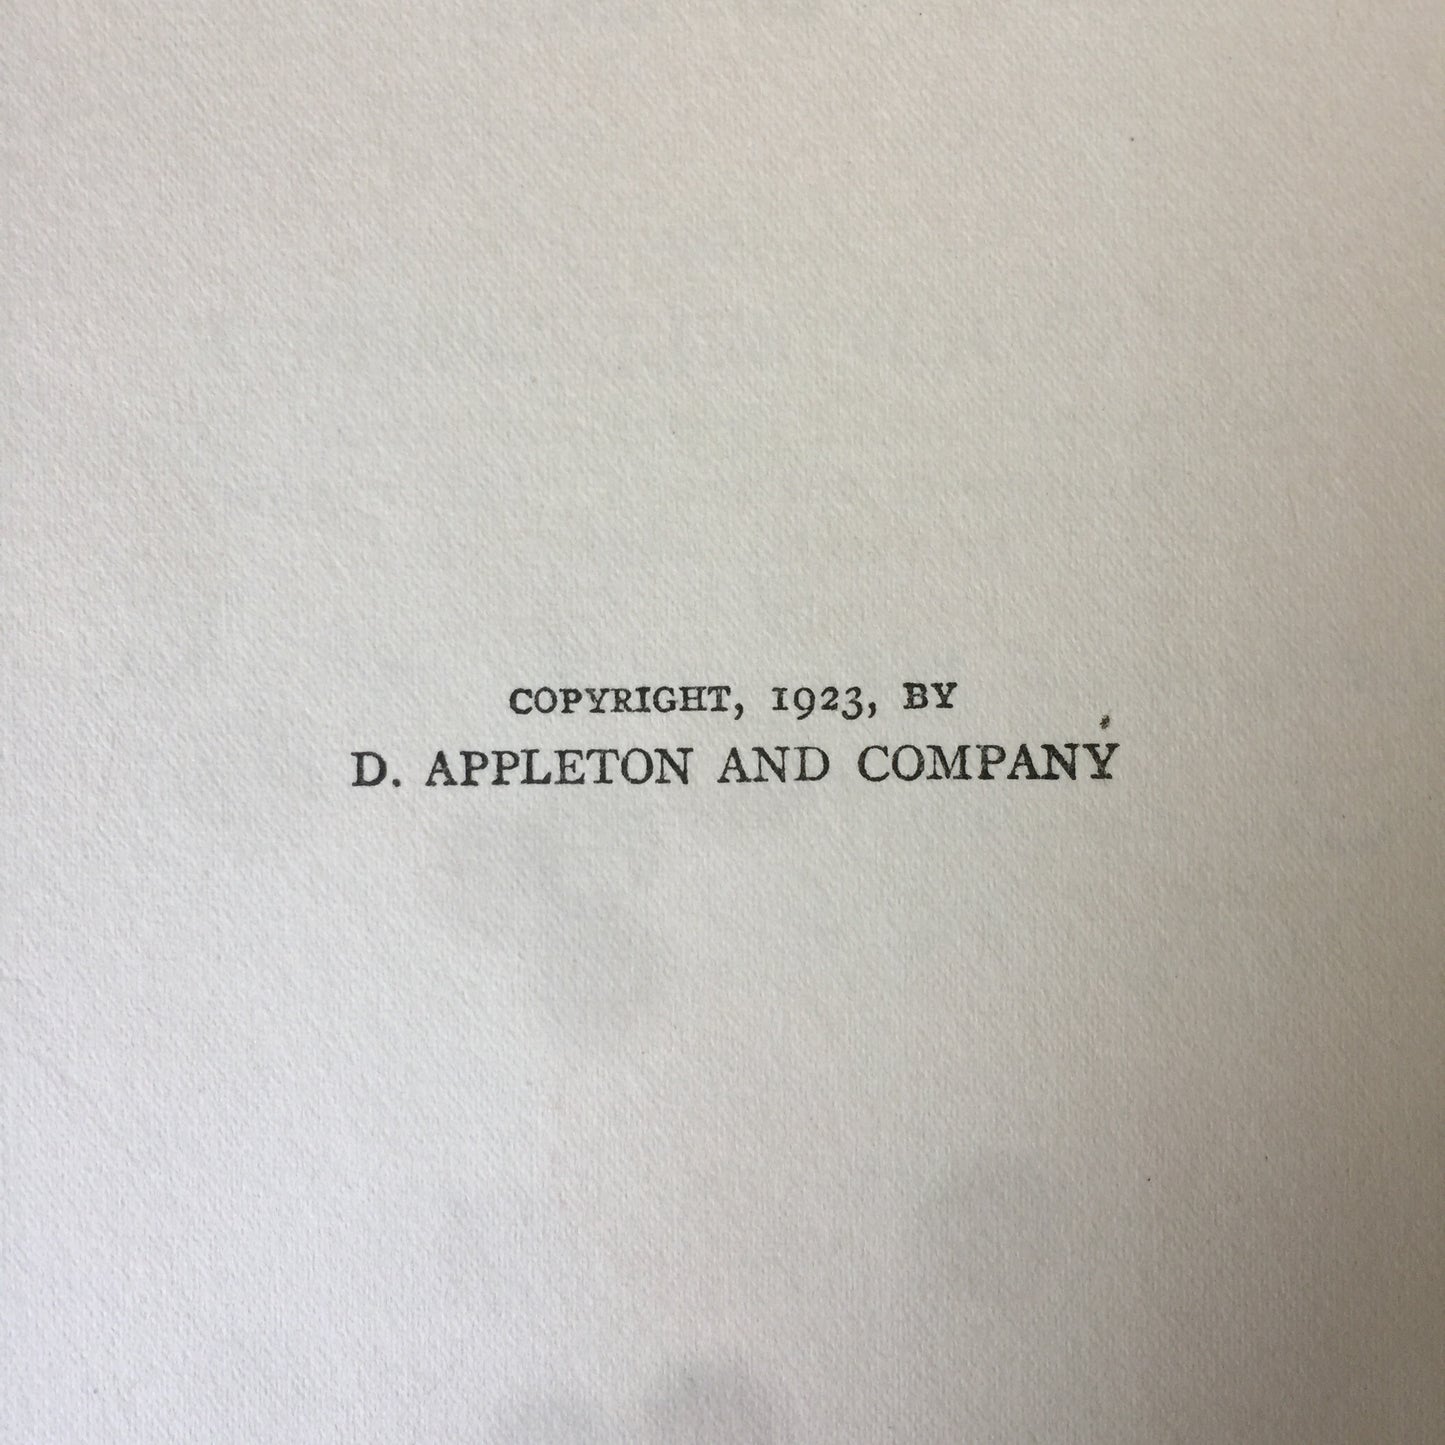 COPYRIGHT, 1923, BY
D. APPLETON AND COMPANY